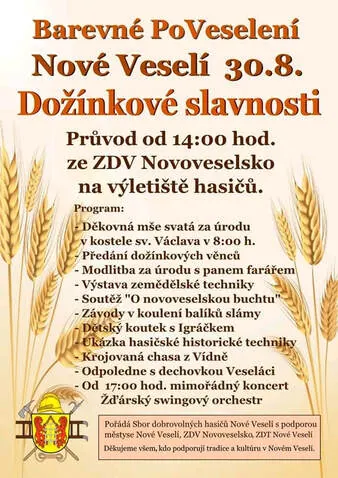 Barevné PoVeselení
Nové Veselí 30.8.
Dožínkové slavnosti
Průvod od 14:00 hod.
ze ZDV Novoveselsko
na výletiště hasičů.
Program:
- Děkovná mše svatá za úrodu
v kostele sv. Václava v 8:00 h.
- Předání dožínkových věnců
- Modlitba za úrodu s panem farářem
- Výstava zemědělské techniky
- Soutěž "O novoveselskou buchtu"
- Závody v koulení balíků slámy
- Dětský koutek s Igráčkem
- Ukázka hasičské historické techniky
- Krojovaná chasa z Vídně
- Odpoledne s dechovkou Veseláci
- Od 17:00 hod. mimořádný koncert
Žďárský swingový orchestr
Pořádá Sbor dobrovolných hasičů Nové Veselí s podporou
městyse Nové Veselí, ZDV Novoveselsko, ZDT Nové Veselí
Děkujeme všem, kdo podporují tradice a kulturu v Novém Veselí.